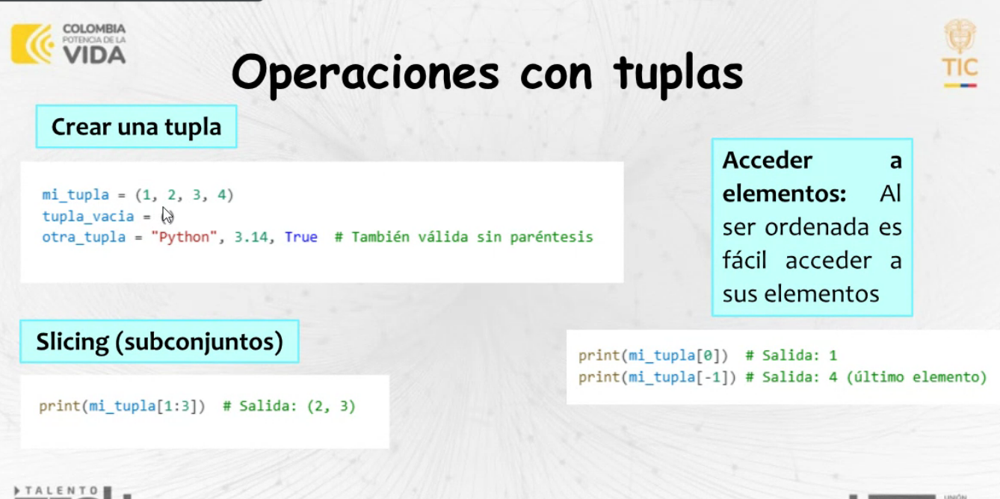 COLOMBIA
POTENCIA DE LA
VIDA
TIC
Operaciones con tuplas
Crear una tupla
mi_tupla = (1, 2, 3, 4)
tupla_vacia =
otra_tupla = "Python", 3.14, True # También válida sin paréntesis
Acceder a
elementos: Al
ser ordenada es
fácil acceder a
sus elementos
Slicing (subconjuntos)
print(mi_tupla[1:3]) # Salida: (2, 3)
print(mi_tupla[0]) # Salida: 1
print(mi_tupla[-1]) # Salida: 4 (último elemento)
TALENTO
UNIÓN